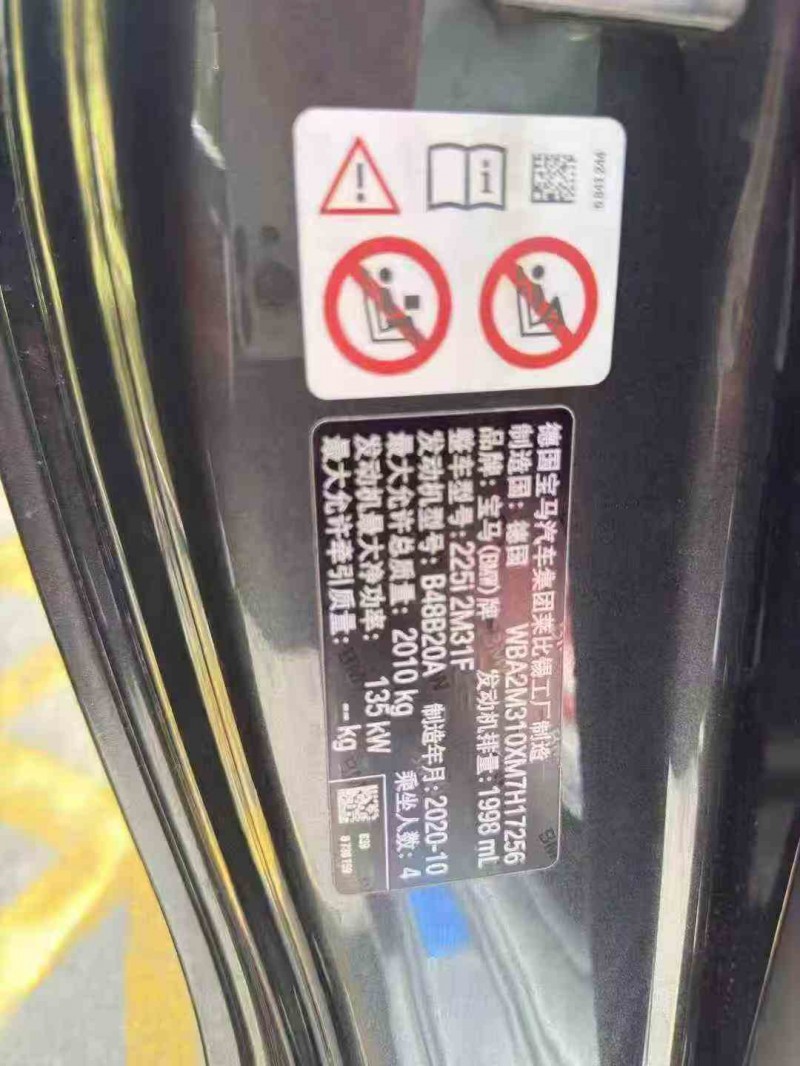 6 841 244
德国宝马汽车集团莱比锡工厂制造
制造国：德国 WBA2M310XM7H17256
品牌：宝马(BMW)牌 发动机排量：1998 mL
整车型号：225i 2M31F
发动机型号：B48B20A 制造年月：2020-10
最大允许总质量：2010 kg 乘坐人数：4
发动机最大净功率：135 kW
最大允许牵引质量：-- kg